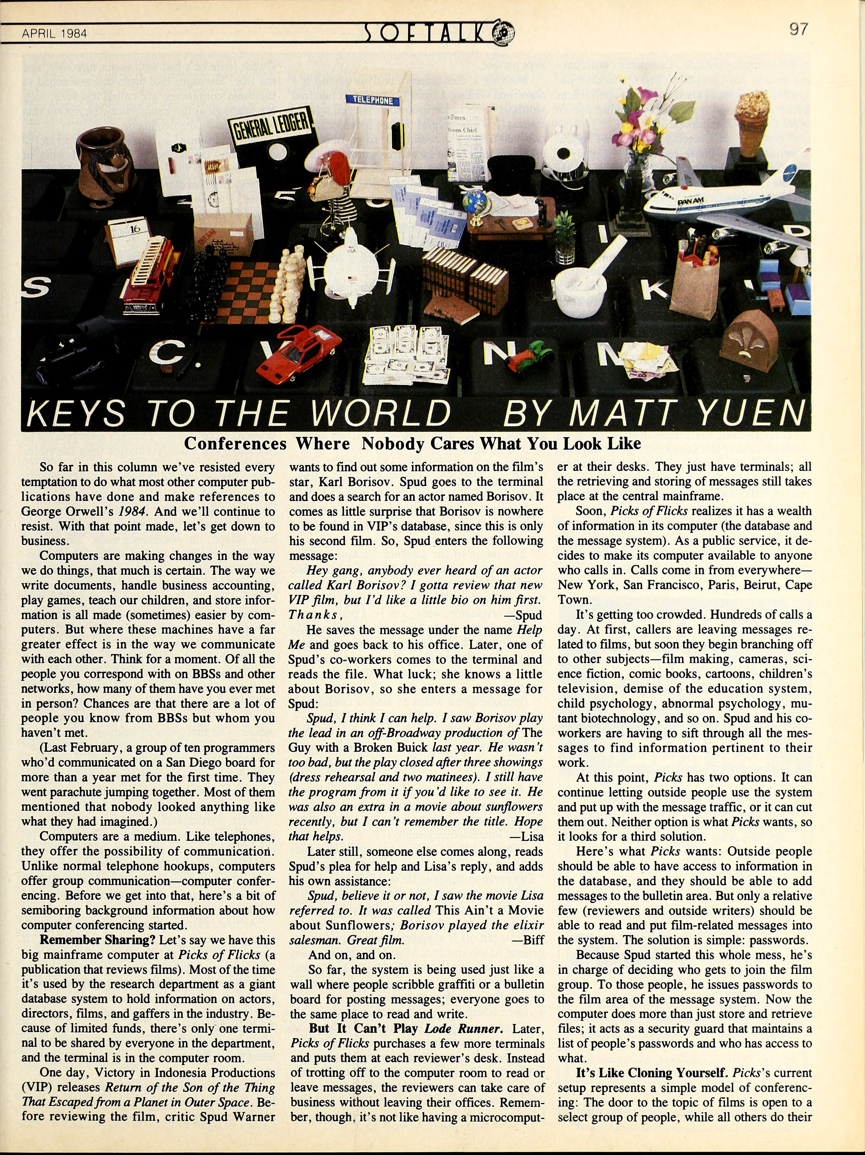 APRIL 1984
SOFTALK
97
TELEPHONE
GENERAL LEDGER
16
PAN AM
S
C
V
N
M
K
I
D
KEYS TO THE WORLD BY MATT YUEN
Conferences Where Nobody Cares What You Look Like
So far in this column we've resisted every
temptation to do what most other computer pub-
lications have done and make references to
George Orwell's 1984. And we'll continue to
resist. With that point made, let's get down to
business.
Computers are making changes in the way
we do things, that much is certain. The way we
write documents, handle business accounting,
play games, teach our children, and store infor-
mation is all made (sometimes) easier by com-
puters. But where these machines have a far
greater effect is in the way we communicate
with each other. Think for a moment. Of all the
people you correspond with on BBSs and other
networks, how many of them have you ever met
in person? Chances are that there are a lot of
people you know from BBSs but whom you
haven't met.
(Last February, a group of ten programmers
who'd communicated on a San Diego board for
more than a year met for the first time. They
went parachute jumping together. Most of them
mentioned that nobody looked anything like
what they had imagined.)
Computers are a medium. Like telephones,
they offer the possibility of communication.
Unlike normal telephone hookups, computers
offer group communication—computer confer-
encing. Before we get into that, here's a bit of
semiboring background information about how
computer conferencing started.
Remember Sharing? Let's say we have this
big mainframe computer at Picks of Flicks (a
publication that reviews films). Most of the time
it's used by the research department as a giant
database system to hold information on actors,
directors, films, and gaffers in the industry. Be-
cause of limited funds, there's only one termi-
nal to be shared by everyone in the department,
and the terminal is in the computer room.
One day, Victory in Indonesia Productions
(VIP) releases Return of the Son of the Thing
That Escaped from a Planet in Outer Space. Be-
fore reviewing the film, critic Spud Warner
wants to find out some information on the film's
star, Karl Borisov. Spud goes to the terminal
and does a search for an actor named Borisov. It
comes as little surprise that Borisov is nowhere
to be found in VIP's database, since this is only
his second film. So, Spud enters the following
message:
Hey gang, anybody ever heard of an actor
called Karl Borisov? I gotta review that new
VIP film, but I'd like a little bio on him first.
Thanks, —Spud
He saves the message under the name Help
Me and goes back to his office. Later, one of
Spud's co-workers comes to the terminal and
reads the file. What luck; she knows a little
about Borisov, so she enters a message for
Spud:
Spud, I think I can help. I saw Borisov play
the lead in an off-Broadway production of The
Guy with a Broken Buick last year. He wasn't
too bad, but the play closed after three showings
(dress rehearsal and two matinees). I still have
the program from it if you'd like to see it. He
was also an extra in a movie about sunflowers
recently, but I can't remember the title. Hope
that helps. —Lisa
Later still, someone else comes along, reads
Spud's plea for help and Lisa's reply, and adds
his own assistance:
Spud, believe it or not, I saw the movie Lisa
referred to. It was called This Ain't a Movie
about Sunflowers; Borisov played the elixir
salesman. Great film. —Biff
And on, and on.
So far, the system is being used just like a
wall where people scribble graffiti or a bulletin
board for posting messages; everyone goes to
the same place to read and write.
But It Can't Play Lode Runner. Later,
Picks of Flicks purchases a few more terminals
and puts them at each reviewer's desk. Instead
of trotting off to the computer room to read or
leave messages, the reviewers can take care of
business without leaving their offices. Remem-
ber, though, it's not like having a microcomput-
er at their desks. They just have terminals; all
the retrieving and storing of messages still takes
place at the central mainframe.
Soon, Picks of Flicks realizes it has a wealth
of information in its computer (the database and
the message system). As a public service, it de-
cides to make its computer available to anyone
who calls in. Calls come in from everywhere—
New York, San Francisco, Paris, Beirut, Cape
Town.
It's getting too crowded. Hundreds of calls a
day. At first, callers are leaving messages re-
lated to films, but soon they begin branching off
to other subjects—film making, cameras, sci-
ence fiction, comic books, cartoons, children's
television, demise of the education system,
child psychology, abnormal psychology, mu-
tant biotechnology, and so on. Spud and his co-
workers are having to sift through all the mes-
sages to find information pertinent to their
work.
At this point, Picks has two options. It can
continue letting outside people use the system
and put up with the message traffic, or it can cut
them out. Neither option is what Picks wants, so
it looks for a third solution.
Here's what Picks wants: Outside people
should be able to have access to information in
the database, and they should be able to add
messages to the bulletin area. But only a relative
few (reviewers and outside writers) should be
able to read and put film-related messages into
the system. The solution is simple: passwords.
Because Spud started this whole mess, he's
in charge of deciding who gets to join the film
group. To those people, he issues passwords to
the film area of the message system. Now the
computer does more than just store and retrieve
files; it acts as a security guard that maintains a
list of people's passwords and who has access to
what.
It's Like Cloning Yourself. Picks's current
setup represents a simple model of conferenc-
ing: The door to the topic of films is open to a
select group of people, while all others do their